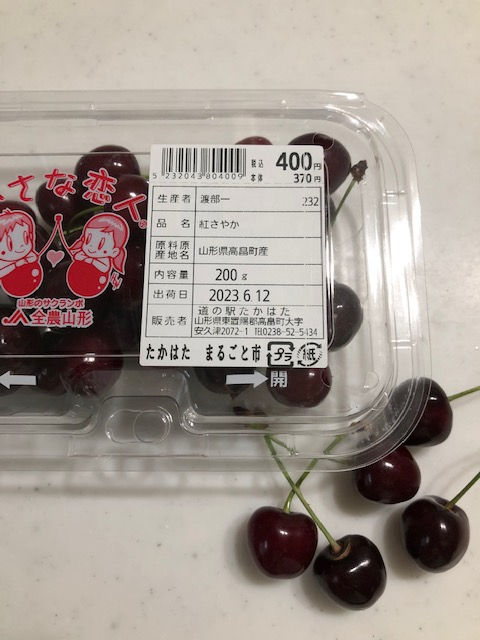 さな恋人®
山形のサクランボ
JA全農山形
5 232043 804009
税込 400円
本体 370円
生産者 渡部一 232
品名 紅さやか
原料原産地名 山形県高畠町産
内容量 200g
出荷日 2023.6.12
販売者 道の駅たかはた
山形県東置賜郡高畠町大字
安久津2072-1 TEL0238-52-5434
たかはた まるごと市 プラ 紙
開